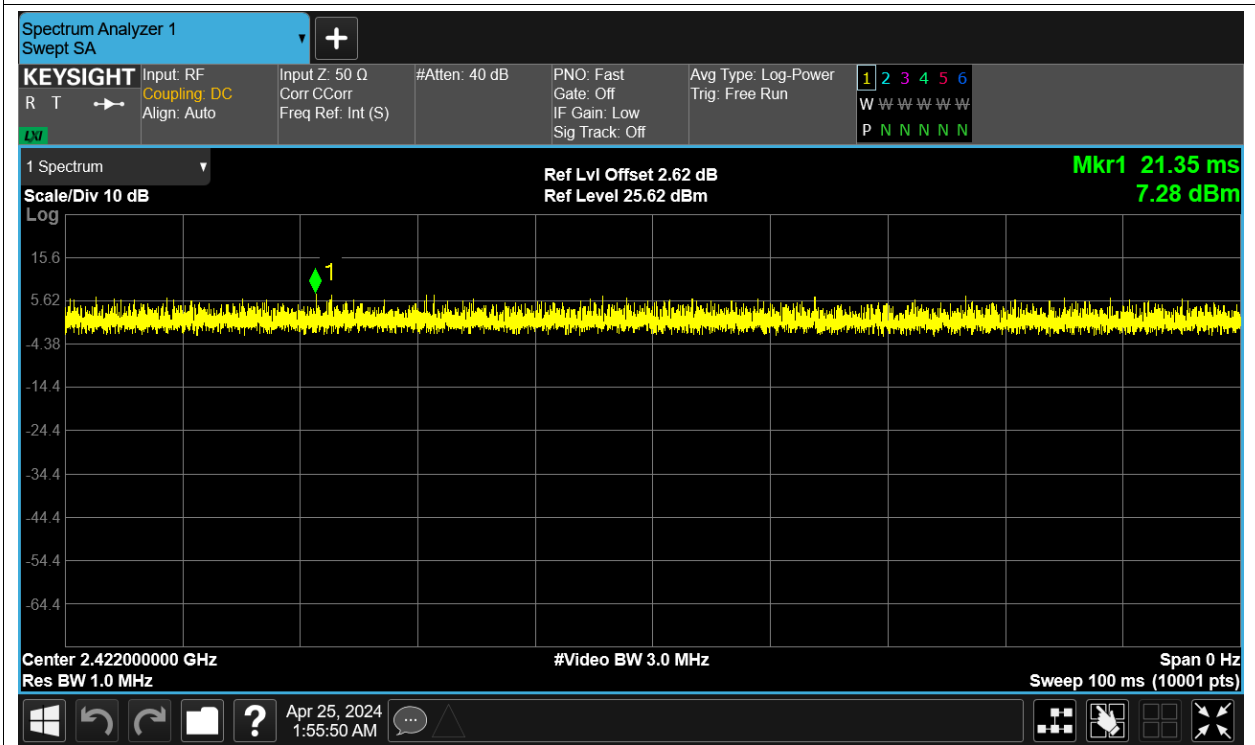 Spectrum Analyzer 1
Swept SA
KEYSIGHT
R T
LXI
Input: RF
Coupling: DC
Align: Auto
Input Z: 50 Ω
Corr CCorr
Freq Ref: Int (S)
#Atten: 40 dB
PNO: Fast
Gate: Off
IF Gain: Low
Sig Track: Off
Avg Type: Log-Power
Trig: Free Run
1 2 3 4 5 6
W W W W W W
P N N N N N
1 Spectrum
Scale/Div 10 dB
Ref Lvl Offset 2.62 dB
Ref Level 25.62 dBm
Mkr1 21.35 ms
7.28 dBm
Log
15.6
5.62
-4.38
-14.4
-24.4
-34.4
-44.4
-54.4
-64.4
1
Center 2.422000000 GHz
Res BW 1.0 MHz
#Video BW 3.0 MHz
Span 0 Hz
Sweep 100 ms (10001 pts)
?
Apr 25, 2024
1:55:50 AM